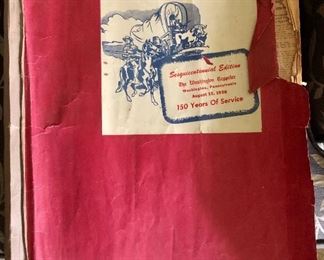 Sesquicentennial Edition
The Washington Reporter
Washington, Pennsylvania
August 15, 1958
150 Years Of Service